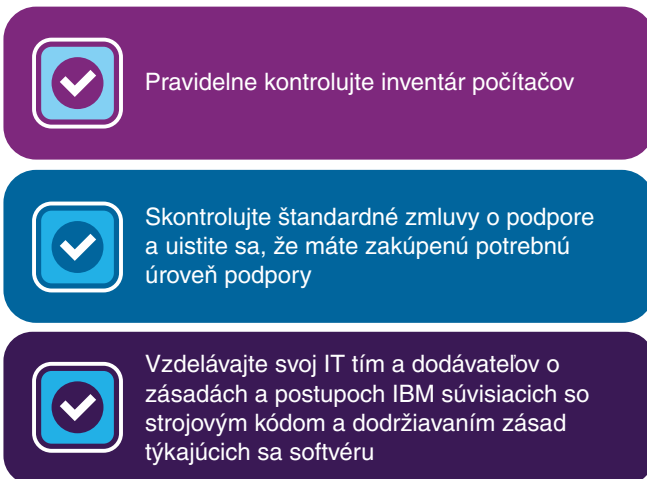 Pravidelne kontrolujte inventár počítačov
Skontrolujte štandardné zmluvy o podpore
a uistite sa, že máte zakúpenú potrebnú
úroveň podpory
Vzdelávajte svoj IT tím a dodávateľov o
zásadách a postupoch IBM súvisiacich so
strojovým kódom a dodržiavaním zásad
týkajúcich sa softvéru